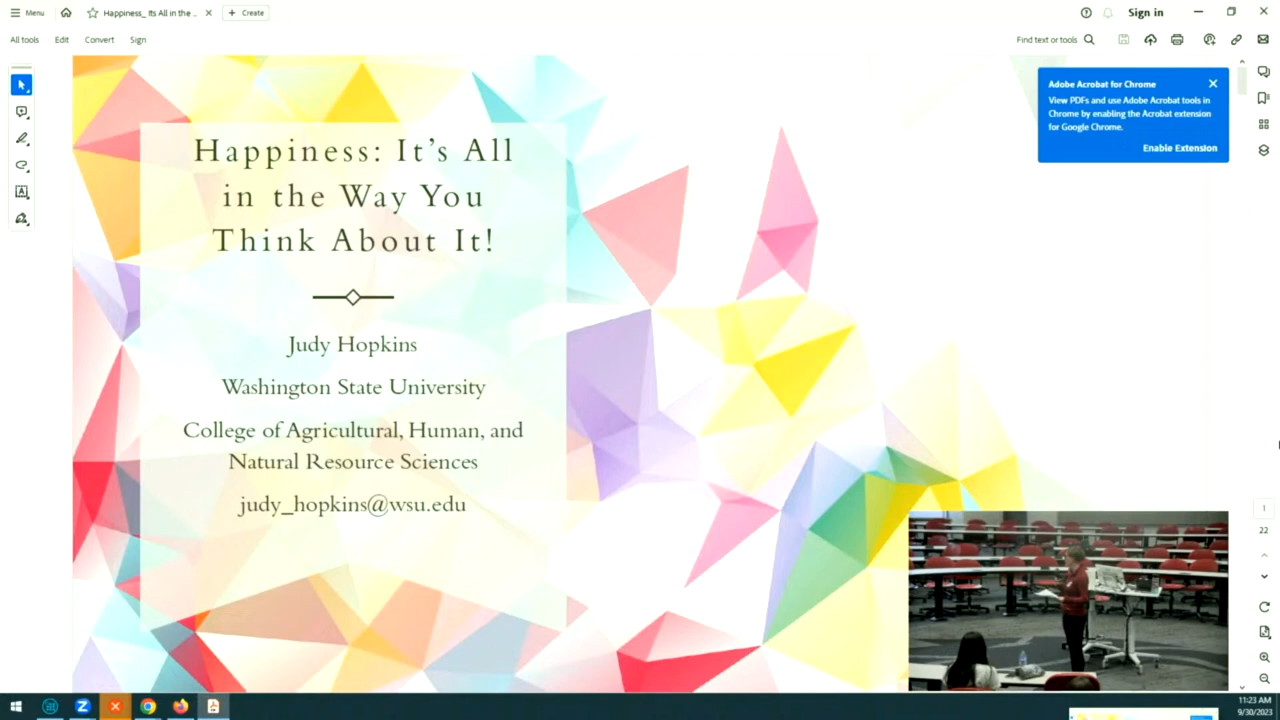 Menu
Happiness_ Its All in the ..
Create
Sign in
All tools
Edit
Convert
Sign
Find text or tools
Adobe Acrobat for Chrome
View PDFs and use Adobe Acrobat tools in
Chrome by enabling the Acrobat extension
for Google Chrome.
Enable Extension
Happiness: It's All
in the Way You
Think About It!
Judy Hopkins
Washington State University
College of Agricultural, Human, and
Natural Resource Sciences
judy_hopkins@wsu.edu
1
22
11:23 AM
9/30/2023